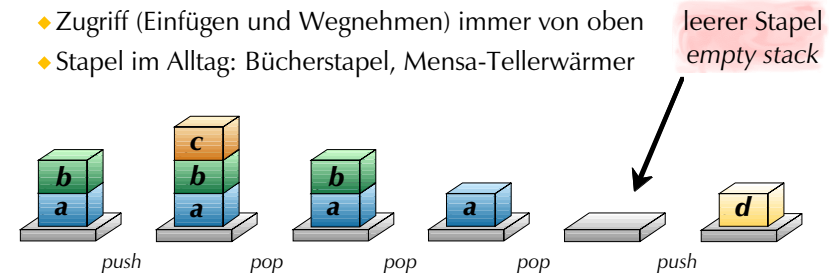 Zugriff (Einfügen und Wegnehmen) immer von oben
leerer Stapel
Stapel im Alltag: Bücherstapel, Mensa-Tellerwärmer
empty stack
c
b b b
a a a a d
push pop pop pop push